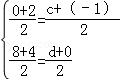 { (0+2)/2 = (c+ (-1))/2
(8+4)/2 = (d+0)/2